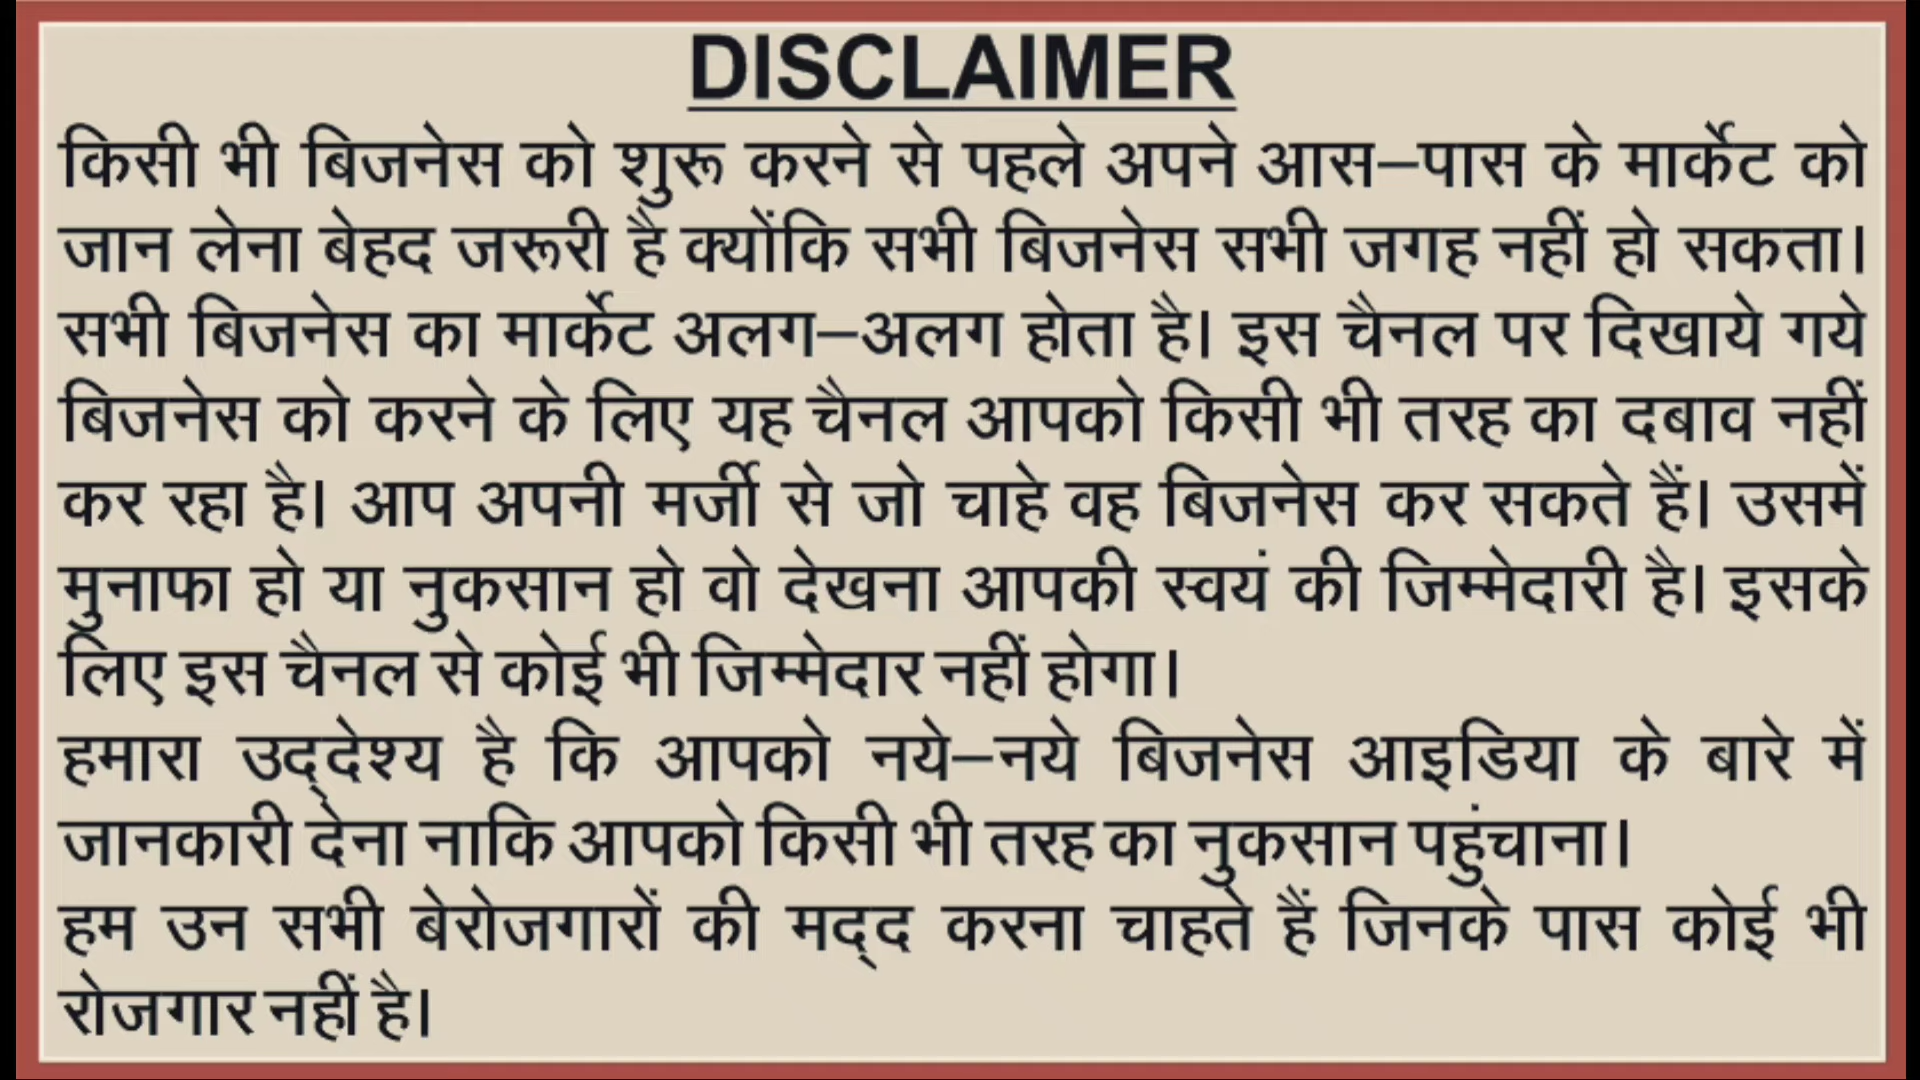 DISCLAIMER
किसी भी बिजनेस को शुरू करने से पहले अपने आस–पास के मार्केट को
जान लेना बेहद जरूरी है क्योंकि सभी बिजनेस सभी जगह नहीं हो सकता।
सभी बिजनेस का मार्केट अलग–अलग होता है। इस चैनल पर दिखाये गये
बिजनेस को करने के लिए यह चैनल आपको किसी भी तरह का दबाव नहीं
कर रहा है। आप अपनी मर्जी से जो चाहे वह बिजनेस कर सकते हैं। उसमें
मुनाफा हो या नुकसान हो वो देखना आपकी स्वयं की जिम्मेदारी है। इसके
लिए इस चैनल से कोई भी जिम्मेदार नहीं होगा।
हमारा उद्‌देश्य है कि आपको नये–नये बिजनेस आइडिया के बारे में
जानकारी देना नाकि आपको किसी भी तरह का नुकसान पहुंचाना।
हम उन सभी बेरोजगारों की मद्‌द करना चाहते हैं जिनके पास कोई भी
रोजगार नहीं है।